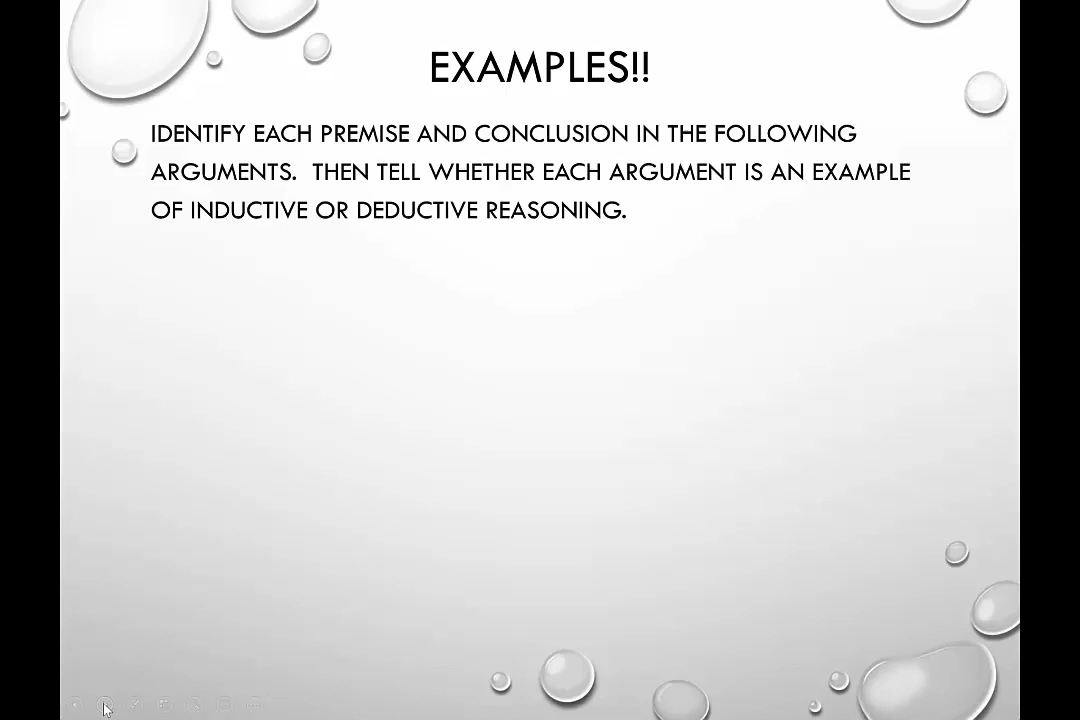 EXAMPLES!!
IDENTIFY EACH PREMISE AND CONCLUSION IN THE FOLLOWING
ARGUMENTS.  THEN TELL WHETHER EACH ARGUMENT IS AN EXAMPLE
OF INDUCTIVE OR DEDUCTIVE REASONING.